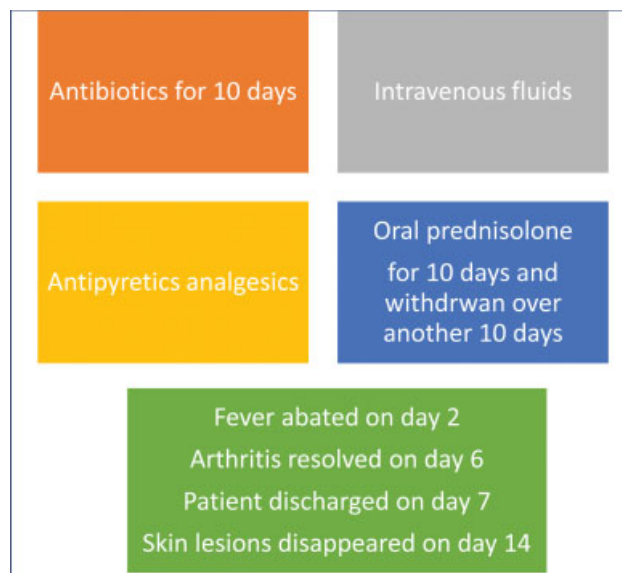 Antibiotics for 10 days
Intravenous fluids
Antipyretics analgesics
Oral prednisolone
for 10 days and
withdrwan over
another 10 days
Fever abated on day 2
Arthritis resolved on day 6
Patient discharged on day 7
Skin lesions disappeared on day 14